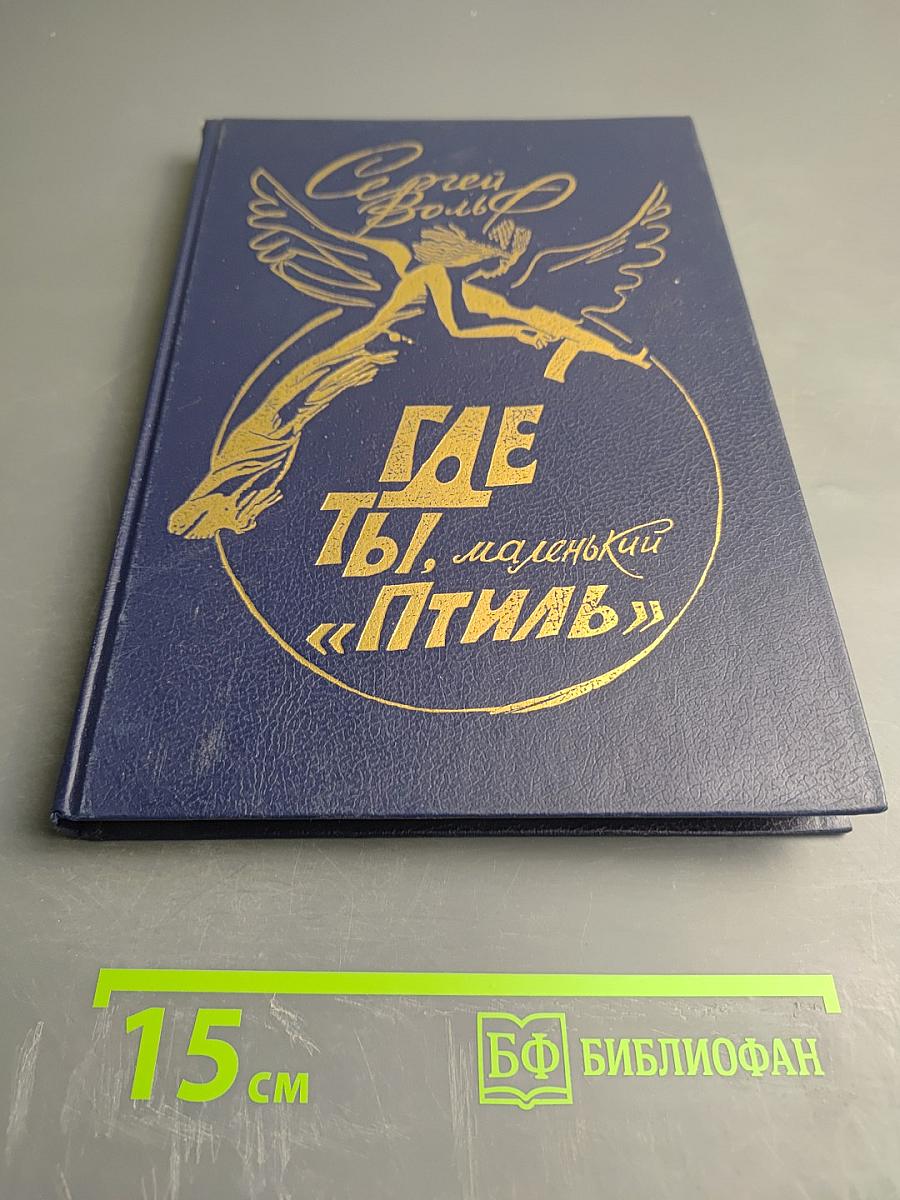 Сергей
Вольф
ГДЕ
ТЫ, маленький
«Птиль»
15 см
БФ БИБЛИОФАН